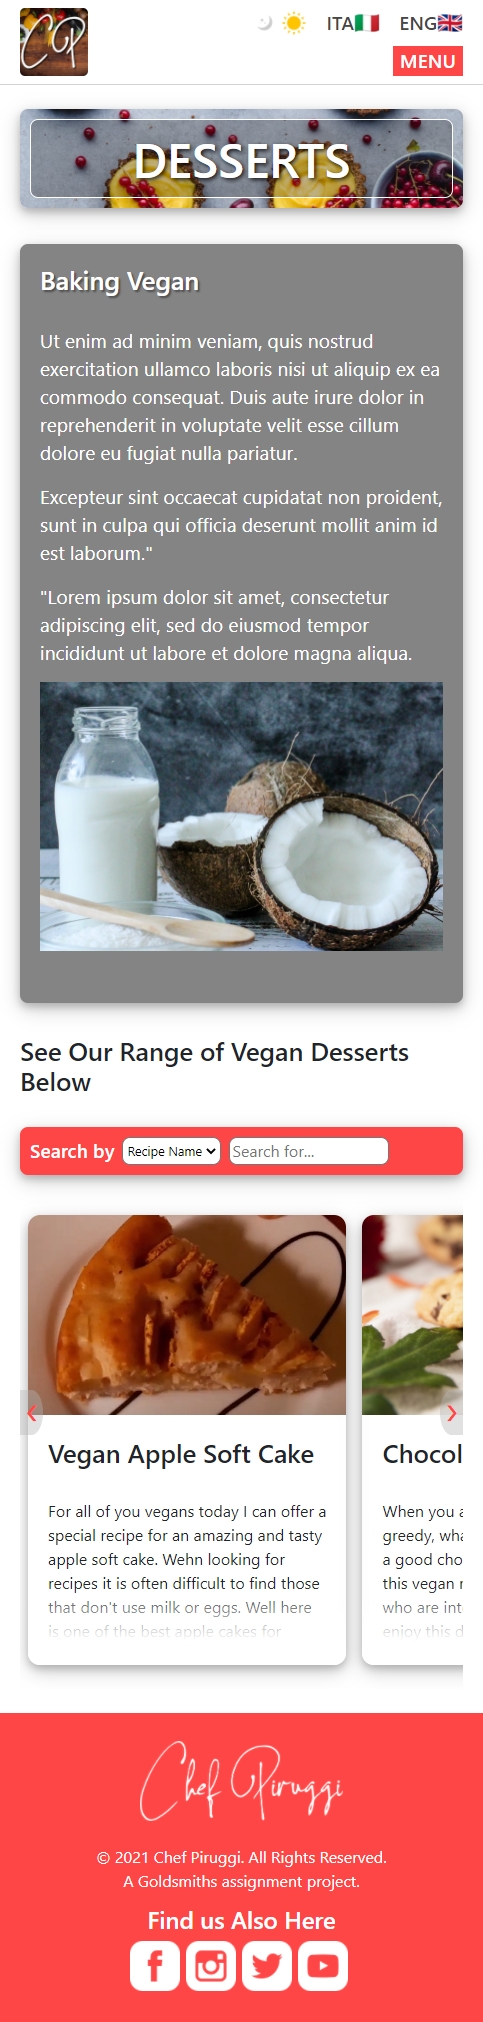 CP
ITA ENG
MENU
DESSERTS
Baking Vegan
Ut enim ad minim veniam, quis nostrud
exercitation ullamco laboris nisi ut aliquip ex ea
commodo consequat. Duis aute irure dolor in
reprehenderit in voluptate velit esse cillum
dolore eu fugiat nulla pariatur.
Excepteur sint occaecat cupidatat non proident,
sunt in culpa qui officia deserunt mollit anim id
est laborum."
"Lorem ipsum dolor sit amet, consectetur
adipiscing elit, sed do eiusmod tempor
incididunt ut labore et dolore magna aliqua.
See Our Range of Vegan Desserts
Below
Search by Recipe Name Search for...
Vegan Apple Soft Cake
For all of you vegans today I can offer a
special recipe for an amazing and tasty
apple soft cake. Wehn looking for
recipes it is often difficult to find those
that don't use milk or eggs. Well here
is one of the best apple cakes for
Chocol
When you a
greedy, wha
a good cho
this vegan r
who are int
enjoy this d
Chef Piruggi
© 2021 Chef Piruggi. All Rights Reserved.
A Goldsmiths assignment project.
Find us Also Here